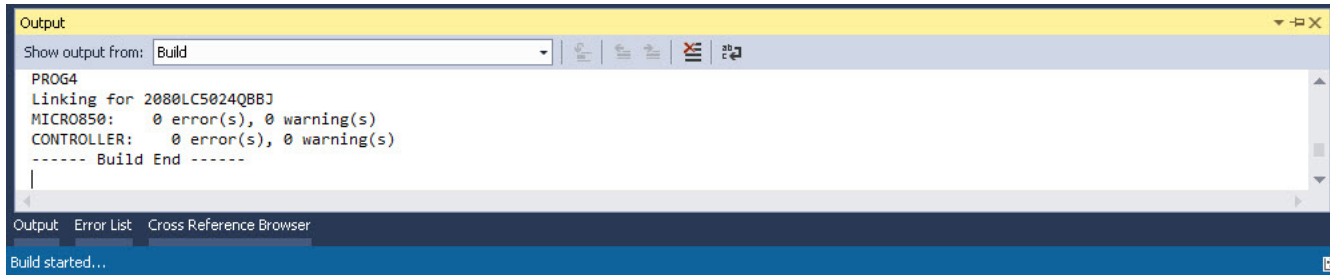 Output
Show output from: Build
PROG4
Linking for 2080LC5024QBBJ
MICRO850: 0 error(s), 0 warning(s)
CONTROLLER: 0 error(s), 0 warning(s)
------ Build End ------
Output Error List Cross Reference Browser
Build started...